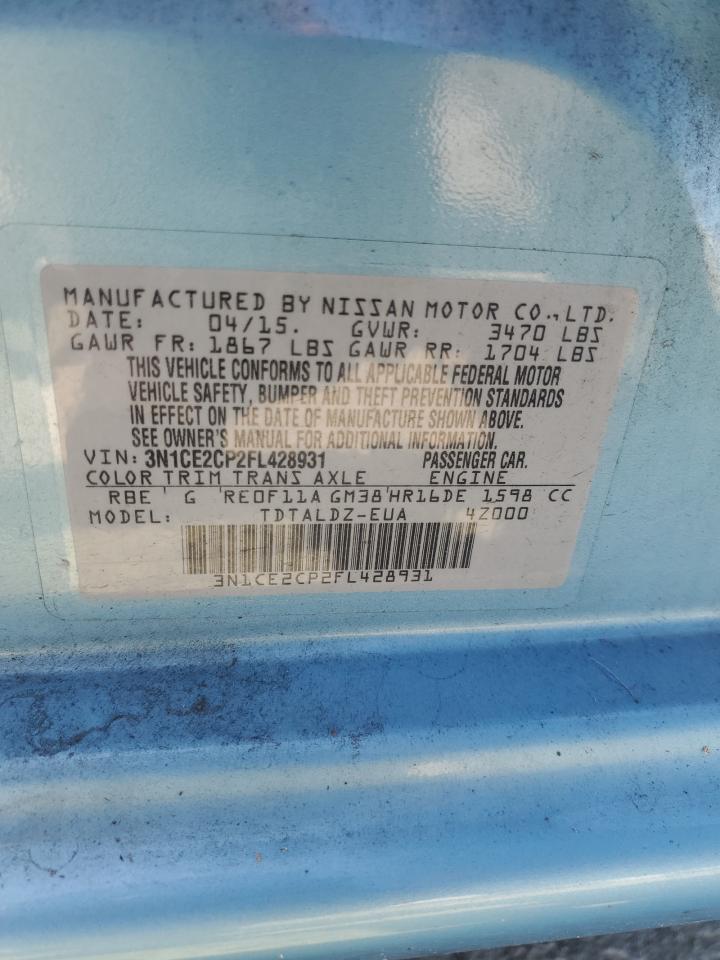 MANUFACTURED BY NISSAN MOTOR CO., LTD.
DATE: 04/15. GVWR: 3470 LBS
GAWR FR: 1867 LBS GAWR RR: 1704 LBS
THIS VEHICLE CONFORMS TO ALL APPLICABLE FEDERAL MOTOR
VEHICLE SAFETY, BUMPER AND THEFT PREVENTION STANDARDS
IN EFFECT ON THE DATE OF MANUFACTURE SHOWN ABOVE.
SEE OWNER'S MANUAL FOR ADDITIONAL INFORMATION.
VIN: 3N1CE2CP2FL428931 PASSENGER CAR.
COLOR TRIM TRANS AXLE ENGINE
RBE G RE0F11A GM38 HR16DE 1598 CC
MODEL: TDTALDZ-EUA 4Z000
3N1CE2CP2FL428931